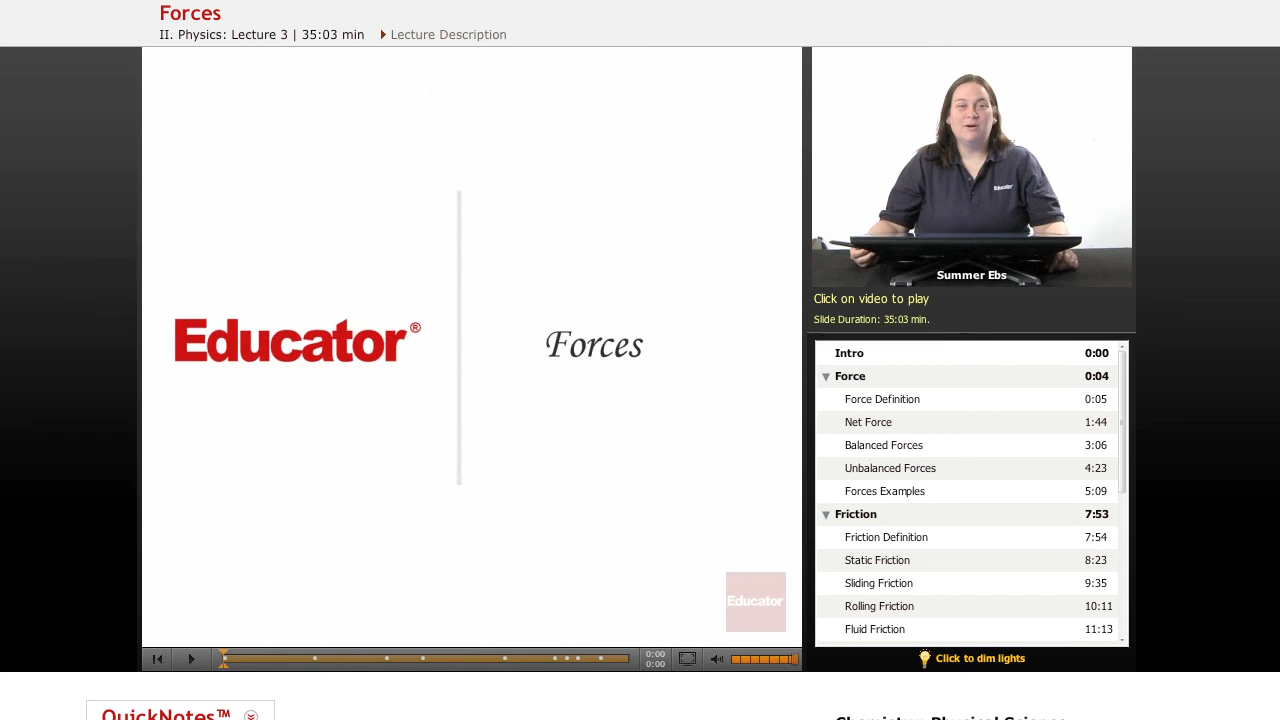 Forces
II. Physics: Lecture 3 | 35:03 min Lecture Description
Educator®
Forces
Educator
Educator
Summer Ebs
Click on video to play
Slide Duration: 35:03 min.
Intro 0:00
Force 0:04
Force Definition 0:05
Net Force 1:44
Balanced Forces 3:06
Unbalanced Forces 4:23
Forces Examples 5:09
Friction 7:53
Friction Definition 7:54
Static Friction 8:23
Sliding Friction 9:35
Rolling Friction 10:11
Fluid Friction 11:13
0:00
0:00
Click to dim lights
QuickNotes™
Chemistry: Physical Science